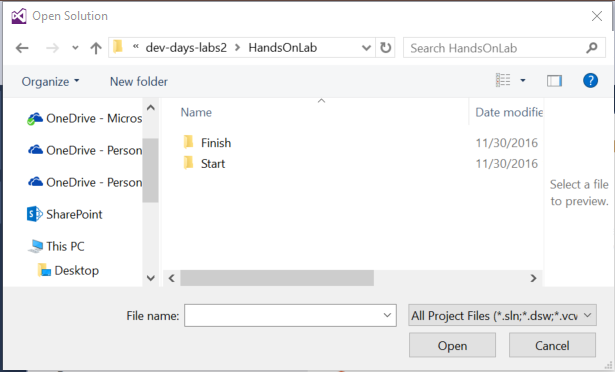 Open Solution
« dev-days-labs2 > HandsOnLab
Search HandsOnLab
Organize
New folder
?
Name
Date modifie
OneDrive - Micros
OneDrive - Person
OneDrive - Person
SharePoint
This PC
Desktop
Finish
11/30/2016
Start
11/30/2016
Select a file
to preview.
File name:
All Project Files (*.sln;*.dsw;*.vcw
Open
Cancel